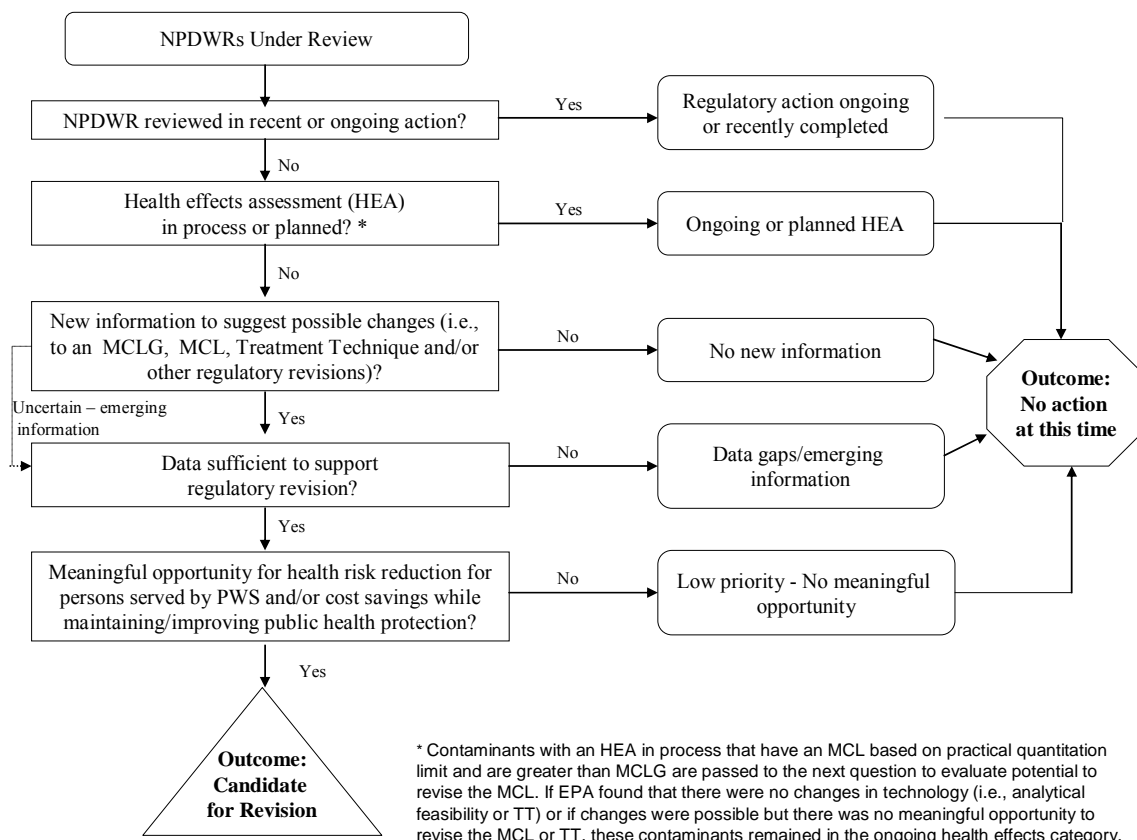 NPDWRs Under Review
NPDWR reviewed in recent or ongoing action?
Yes
Regulatory action ongoing
or recently completed
No
Health effects assessment (HEA)
in process or planned? *
Yes
Ongoing or planned HEA
No
New information to suggest possible changes (i.e.,
to an MCLG, MCL, Treatment Technique and/or
other regulatory revisions)?
No
No new information
Outcome:
No action
at this time
Uncertain – emerging
information
Yes
Data sufficient to support
regulatory revision?
No
Data gaps/emerging
information
Yes
Meaningful opportunity for health risk reduction for
persons served by PWS and/or cost savings while
maintaining/improving public health protection?
No
Low priority - No meaningful
opportunity
Yes
Outcome:
Candidate
for Revision
* Contaminants with an HEA in process that have an MCL based on practical quantitation
limit and are greater than MCLG are passed to the next question to evaluate potential to
revise the MCL. If EPA found that there were no changes in technology (i.e., analytical
feasibility or TT) or if changes were possible but there was no meaningful opportunity to
revise the MCL or TT, these contaminants remained in the ongoing health effects category.